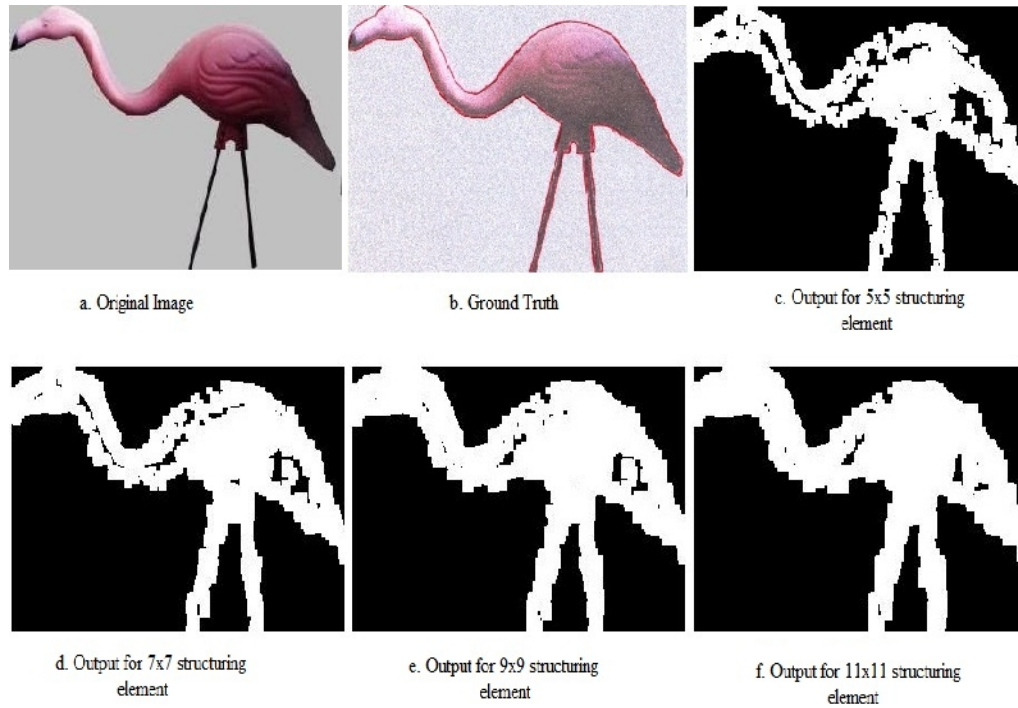 a. Original Image
b. Ground Truth
c. Output for 5x5 structuring
element
d. Output for 7x7 structuring
element
e. Output for 9x9 structuring
element
f. Output for 11x11 structuring
element